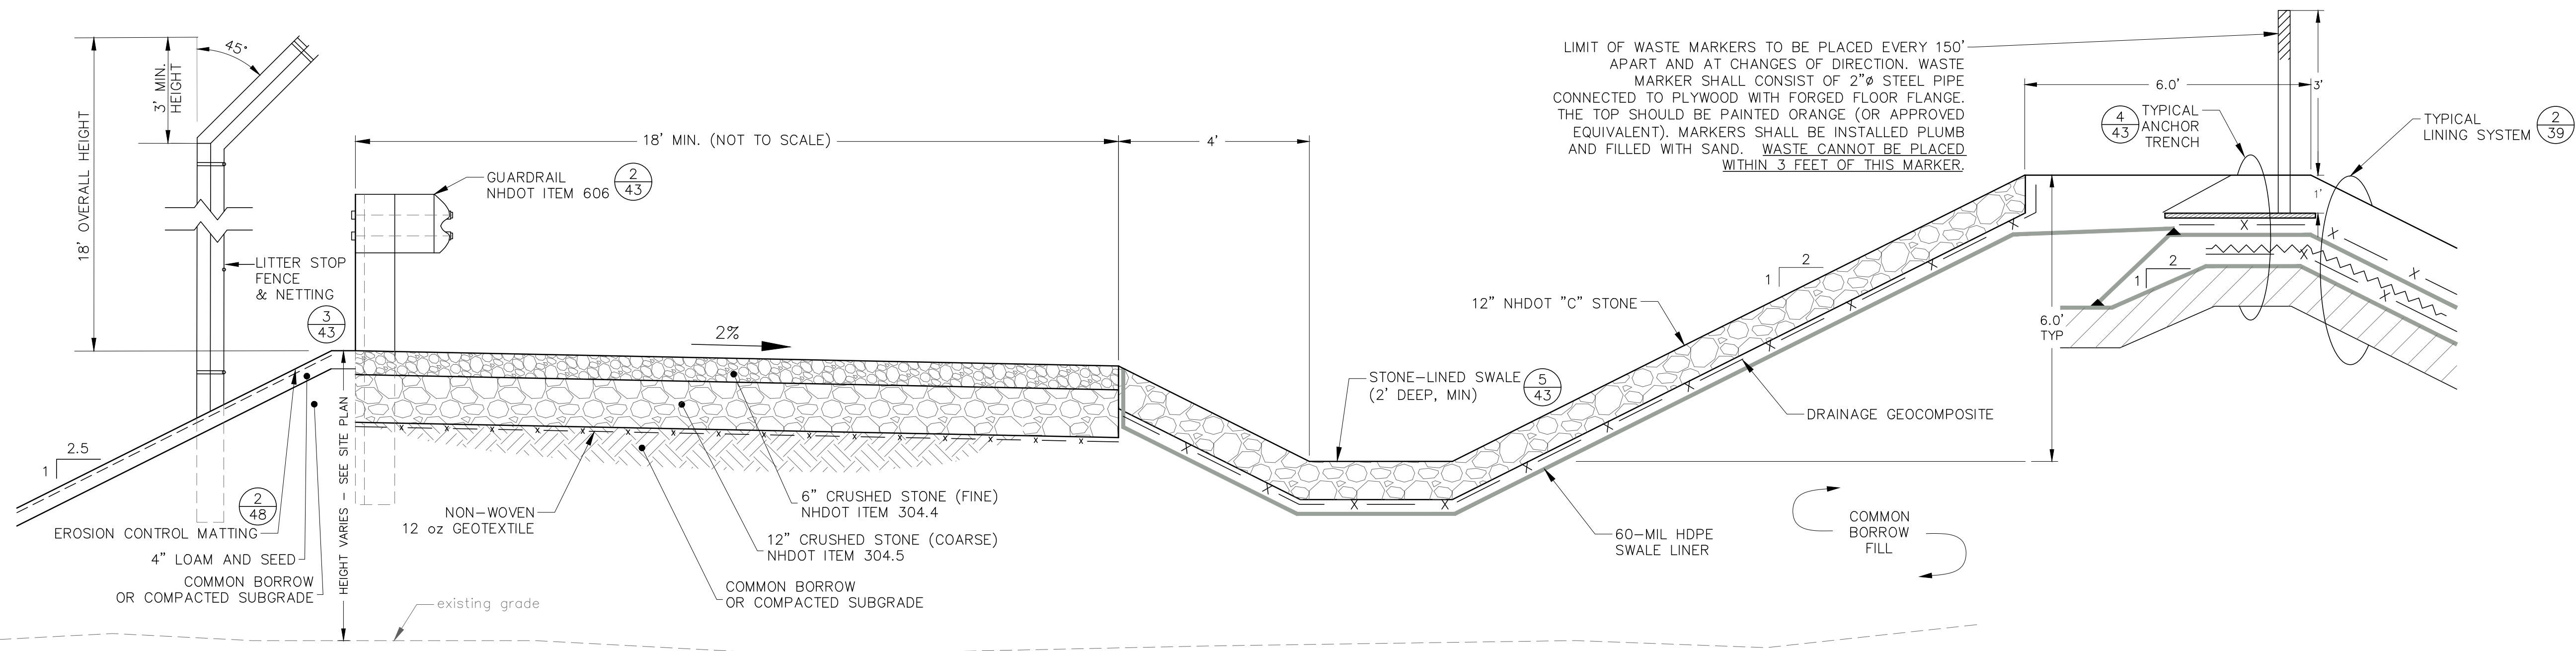 45°
3' MIN.
HEIGHT
18' OVERALL HEIGHT
LITTER STOP
FENCE
& NETTING
3
43
GUARDRAIL
NHDOT ITEM 606
2
43
18' MIN. (NOT TO SCALE)
4'
2%
2.5
1
2
48
EROSION CONTROL MATTING
4" LOAM AND SEED
COMMON BORROW
OR COMPACTED SUBGRADE
HEIGHT VARIES - SEE SITE PLAN
existing grade
NON-WOVEN
12 oz GEOTEXTILE
6" CRUSHED STONE (FINE)
NHDOT ITEM 304.4
12" CRUSHED STONE (COARSE)
NHDOT ITEM 304.5
COMMON BORROW
OR COMPACTED SUBGRADE
STONE-LINED SWALE
(2' DEEP, MIN)
5
43
12" NHDOT "C" STONE
1
2
DRAINAGE GEOCOMPOSITE
60-MIL HDPE
SWALE LINER
COMMON
BORROW
FILL
6.0'
TYP
LIMIT OF WASTE MARKERS TO BE PLACED EVERY 150'
APART AND AT CHANGES OF DIRECTION. WASTE
MARKER SHALL CONSIST OF 2"ø STEEL PIPE
CONNECTED TO PLYWOOD WITH FORGED FLOOR FLANGE.
THE TOP SHOULD BE PAINTED ORANGE (OR APPROVED
EQUIVALENT). MARKERS SHALL BE INSTALLED PLUMB
AND FILLED WITH SAND. WASTE CANNOT BE PLACED
WITHIN 3 FEET OF THIS MARKER.
6.0'
3'
1'
4
43
TYPICAL
ANCHOR
TRENCH
1
2
TYPICAL
LINING SYSTEM
2
39